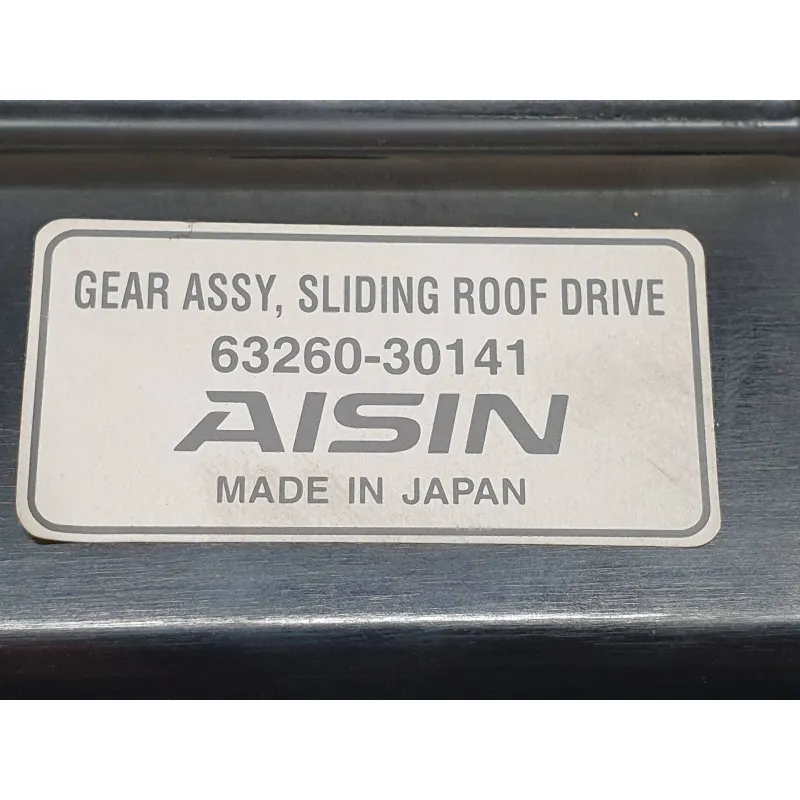 GEAR ASSY, SLIDING ROOF DRIVE
63260-30141
AISIN
MADE IN JAPAN